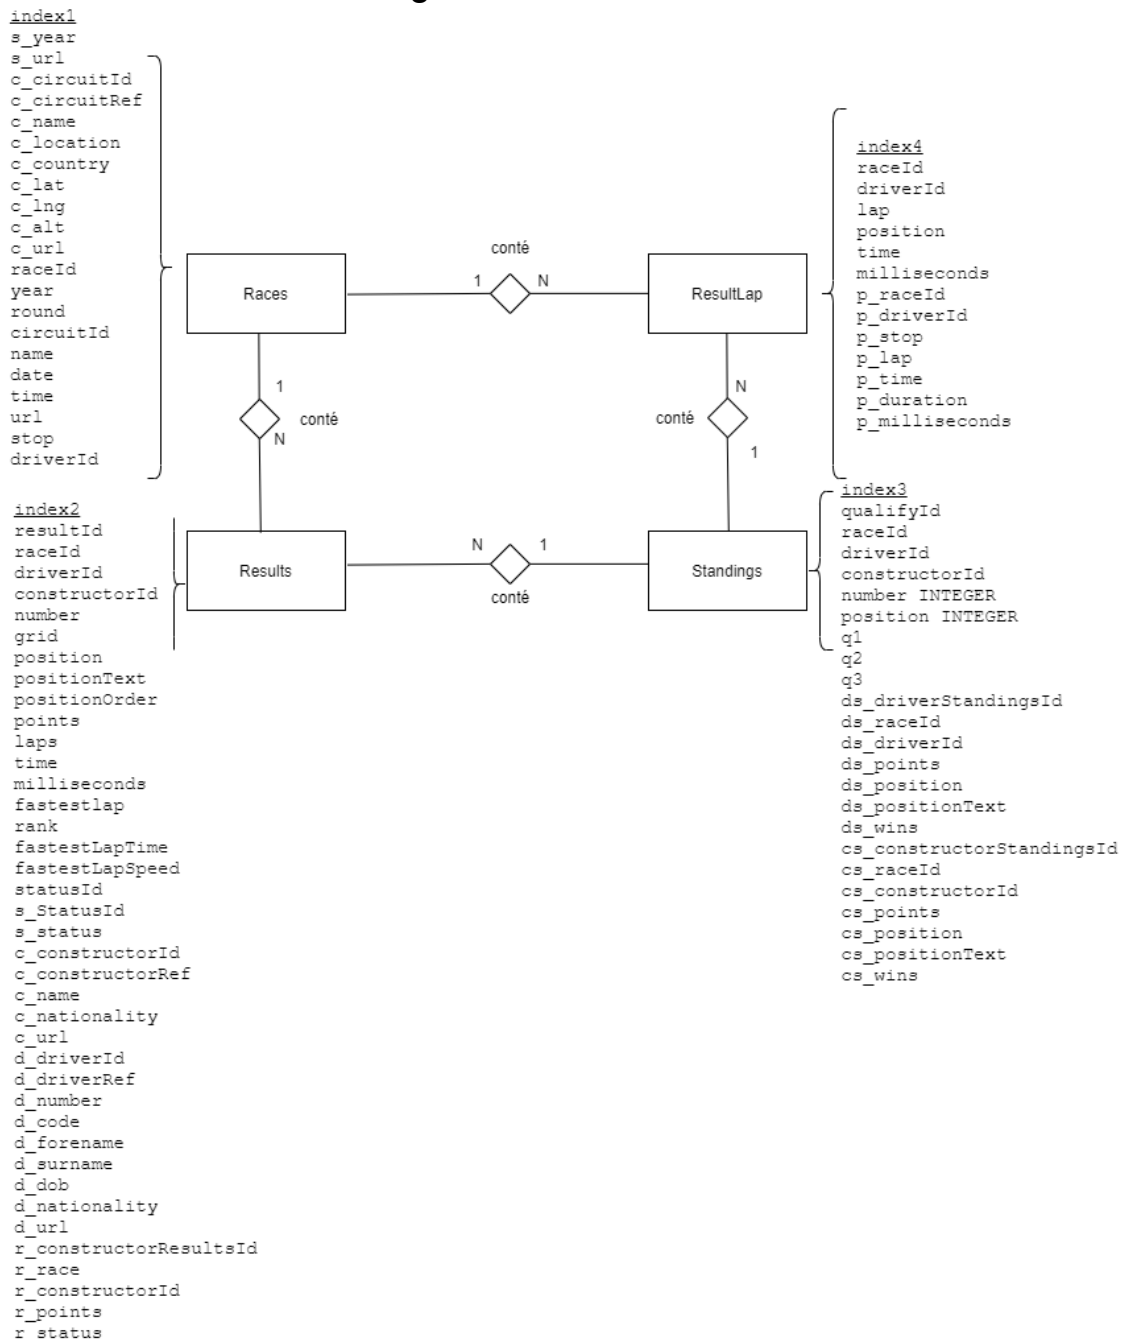 index1
s_year
s_url
c_circuitId
c_circuitRef
c_name
c_location
c_country
c_lat
c_lng
c_alt
c_url
raceId
year
round
circuitId
name
date
time
url
stop
driverId
conté
1
N
Races
ResultLap
index4
raceId
driverId
lap
position
time
milliseconds
p_raceId
p_driverId
p_stop
p_lap
p_time
p_duration
p_milliseconds
1
conté
N
N
conté
1
index2
resultId
raceId
driverId
constructorId
number
grid
position
positionText
positionOrder
points
laps
time
milliseconds
fastestlap
rank
fastestLapTime
fastestLapSpeed
statusId
s_StatusId
s_status
c_constructorId
c_constructorRef
c_name
c_nationality
c_url
d_driverId
d_driverRef
d_number
d_code
d_forename
d_surname
d_dob
d_nationality
d_url
r_constructorResultsId
r_race
r_constructorId
r_points
r_status
Results
N
1
conté
Standings
index3
qualifyId
raceId
driverId
constructorId
number INTEGER
position INTEGER
q1
q2
q3
ds_driverStandingsId
ds_raceId
ds_driverId
ds_points
ds_position
ds_positionText
ds_wins
cs_constructorStandingsId
cs_raceId
cs_constructorId
cs_points
cs_position
cs_positionText
cs_wins